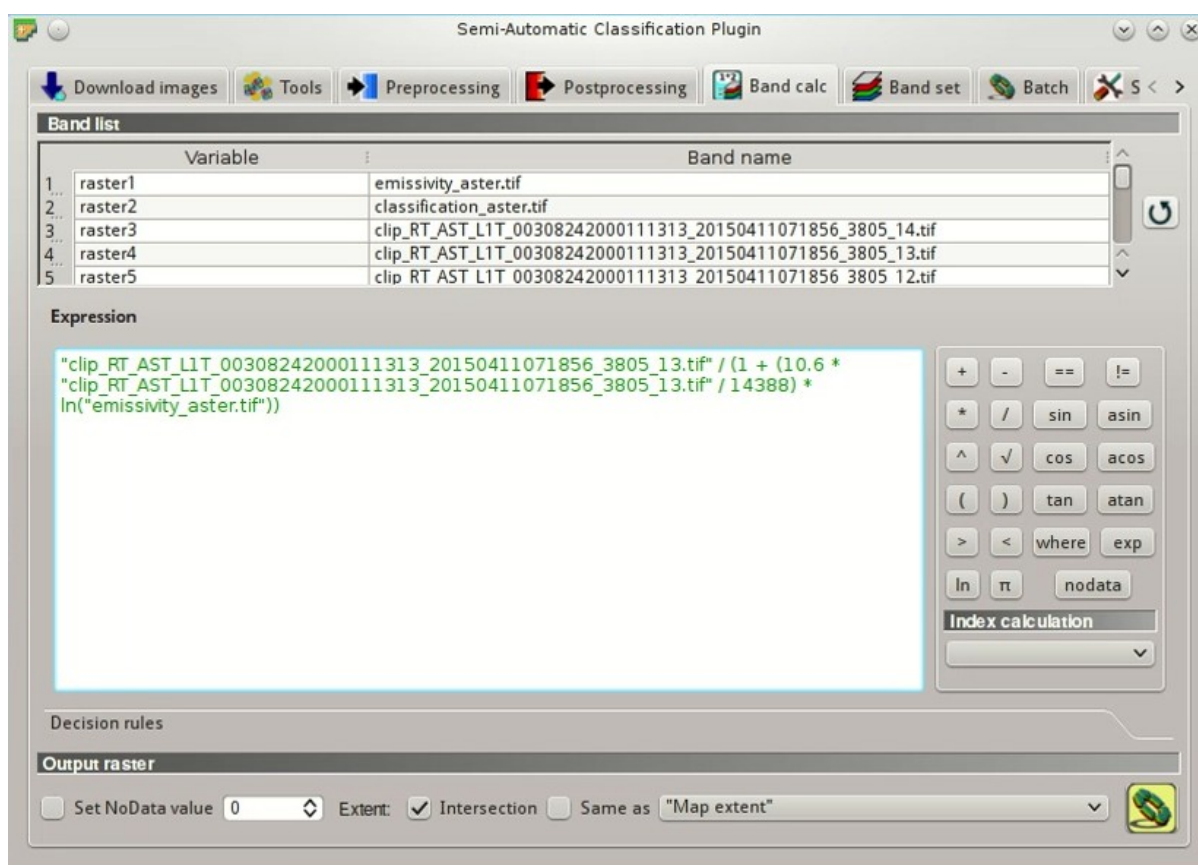 Semi-Automatic Classification Plugin
Download images Tools Preprocessing Postprocessing Band calc Band set Batch S < >
Band list
Variable Band name
1... raster1 emissivity_aster.tif
2... raster2 classification_aster.tif
3... raster3 clip_RT_AST_L1T_00308242000111313_20150411071856_3805_14.tif
4... raster4 clip_RT_AST_L1T_00308242000111313_20150411071856_3805_13.tif
5 raster5 clip_RT_AST_L1T_00308242000111313_20150411071856_3805_12.tif
Expression
"clip_RT_AST_L1T_00308242000111313_20150411071856_3805_13.tif" / (1 + (10.6 *
"clip_RT_AST_L1T_00308242000111313_20150411071856_3805_13.tif" / 14388) *
ln("emissivity_aster.tif"))
+ - == !=
* / sin asin
^ √ cos acos
( ) tan atan
> < where exp
ln π nodata
Index calculation
Decision rules
Output raster
Set NoData value 0 Extent: Intersection Same as "Map extent"